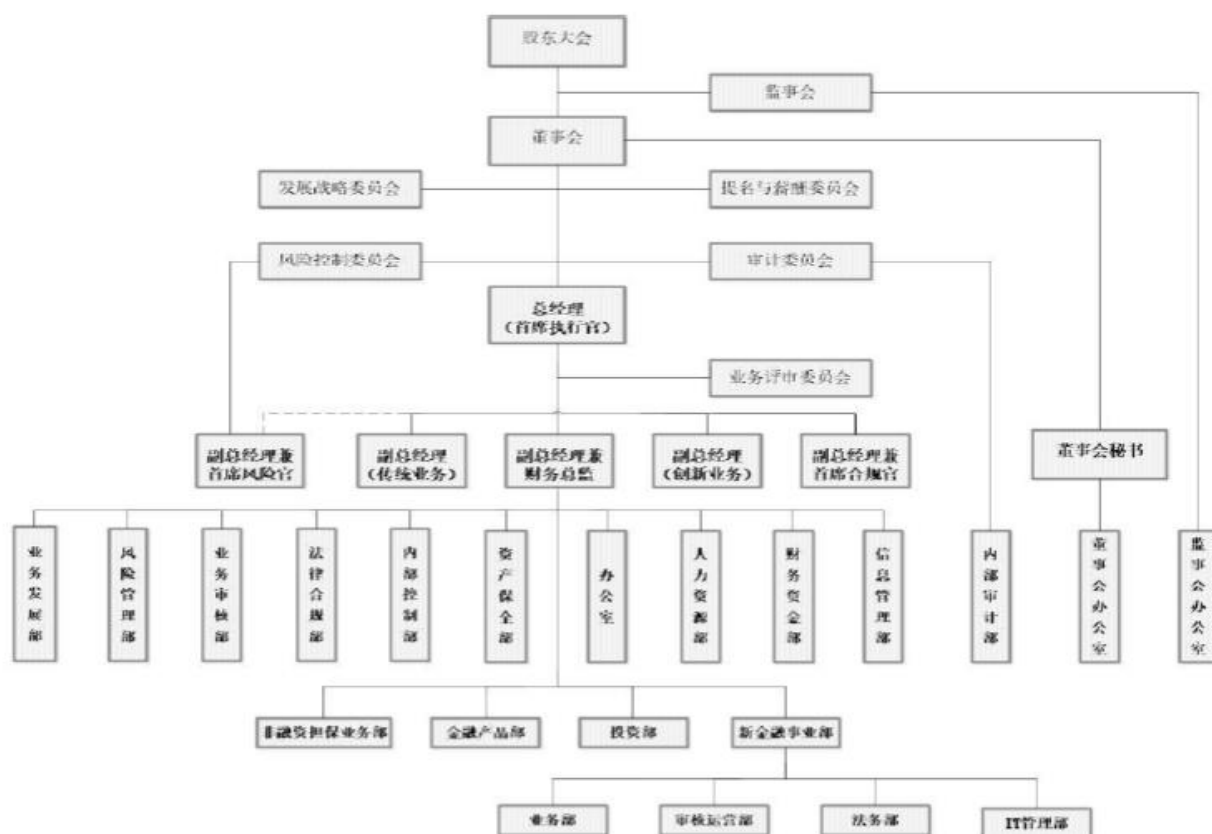 股东大会
监事会
董事会
发展战略委员会
提名与薪酬委员会
风险控制委员会
审计委员会
总经理
（首席执行官）
业务评审委员会
副总经理兼
首席风险官
副总经理
（传统业务）
副总经理兼
财务总监
副总经理
（创新业务）
副总经理兼
首席合规官
董事会秘书
业务发展部
风险管理部
业务审核部
法律合规部
内部控制部
资产保全部
办公室
人力资源部
财务资金部
信息管理部
内部审计部
董事会办公室
监事会办公室
非融资担保业务部
金融产品部
投资部
新金融事业部
业务部
审核运营部
法务部
IT管理部